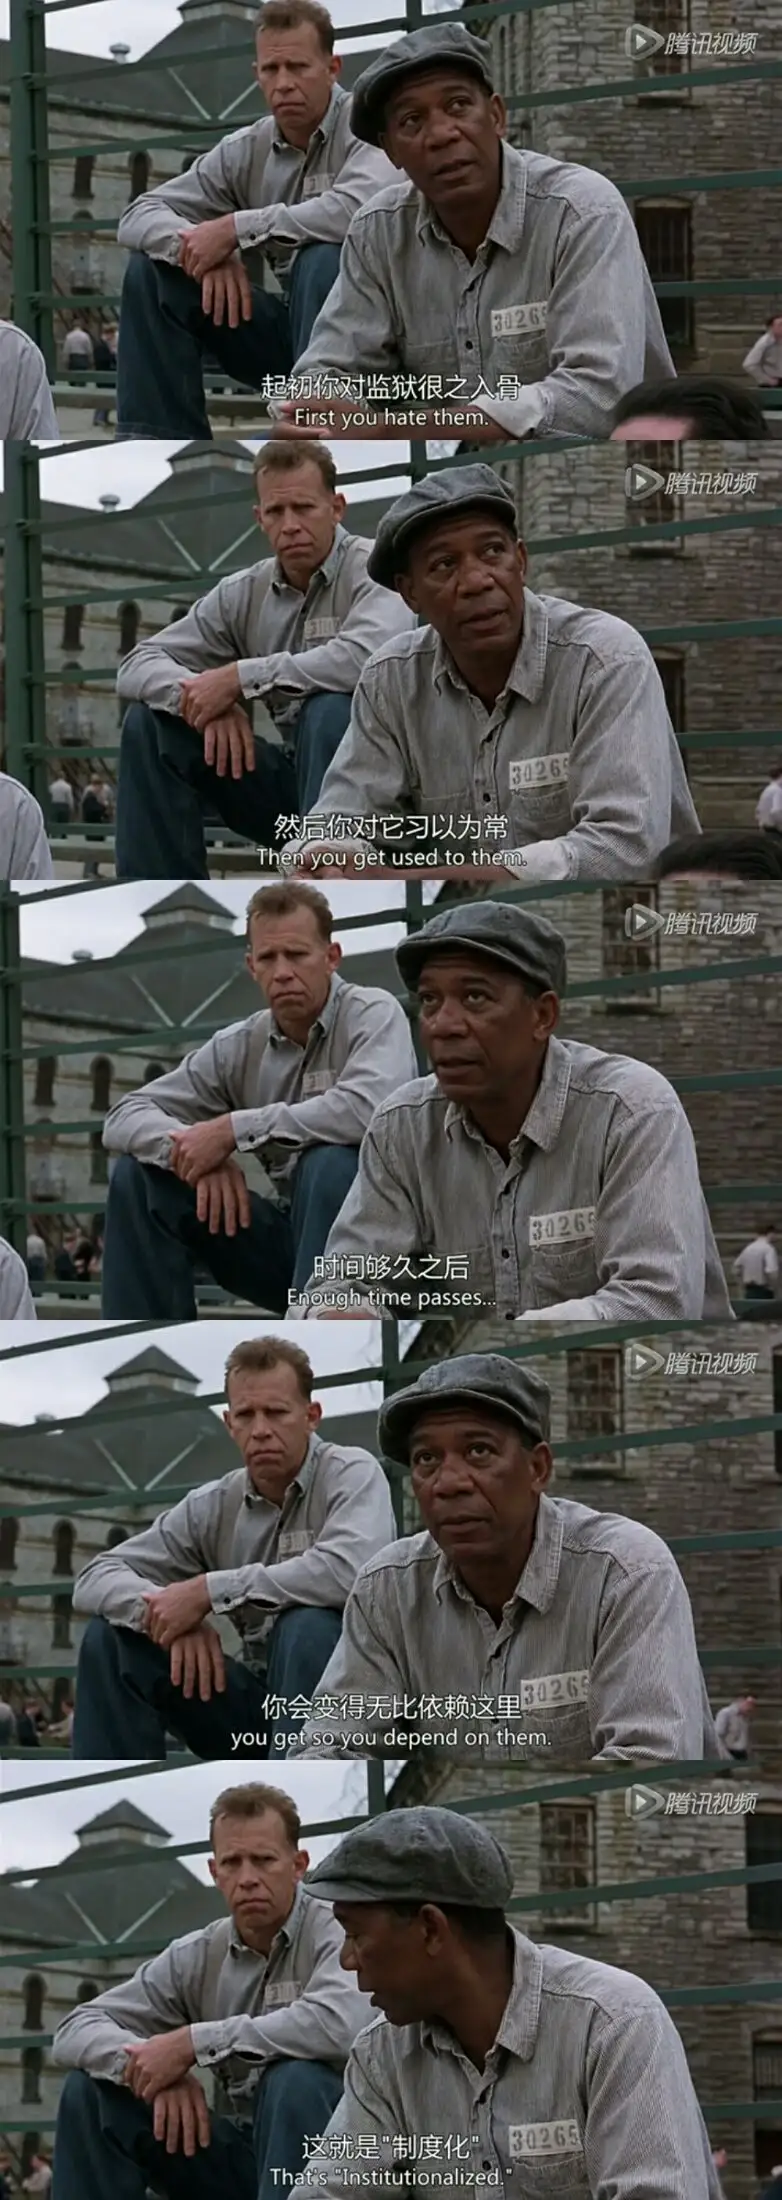 腾讯视频
30265
起初你对监狱很之入骨
First you hate them.
腾讯视频
30265
然后你对它习以为常
Then you get used to them.
腾讯视频
30265
时间够久之后
Enough time passes...
腾讯视频
30265
你会变得无比依赖这里
you get so you depend on them.
腾讯视频
30265
这就是"制度化"
That's "Institutionalized."